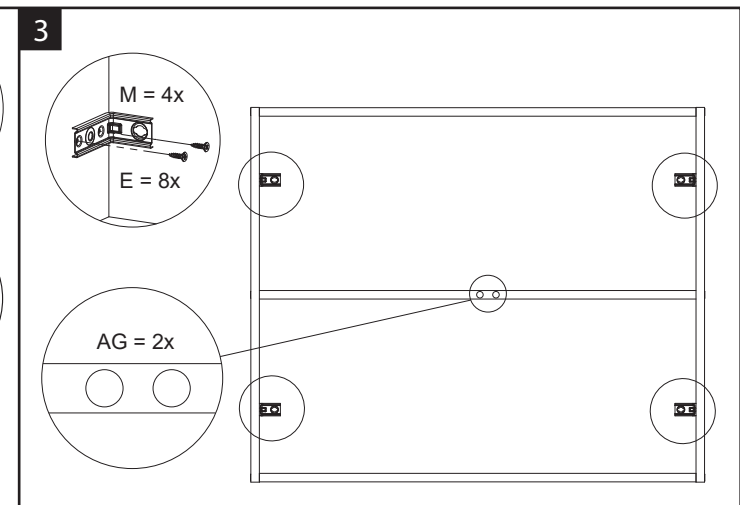 3
M = 4x
E = 8x
AG = 2x